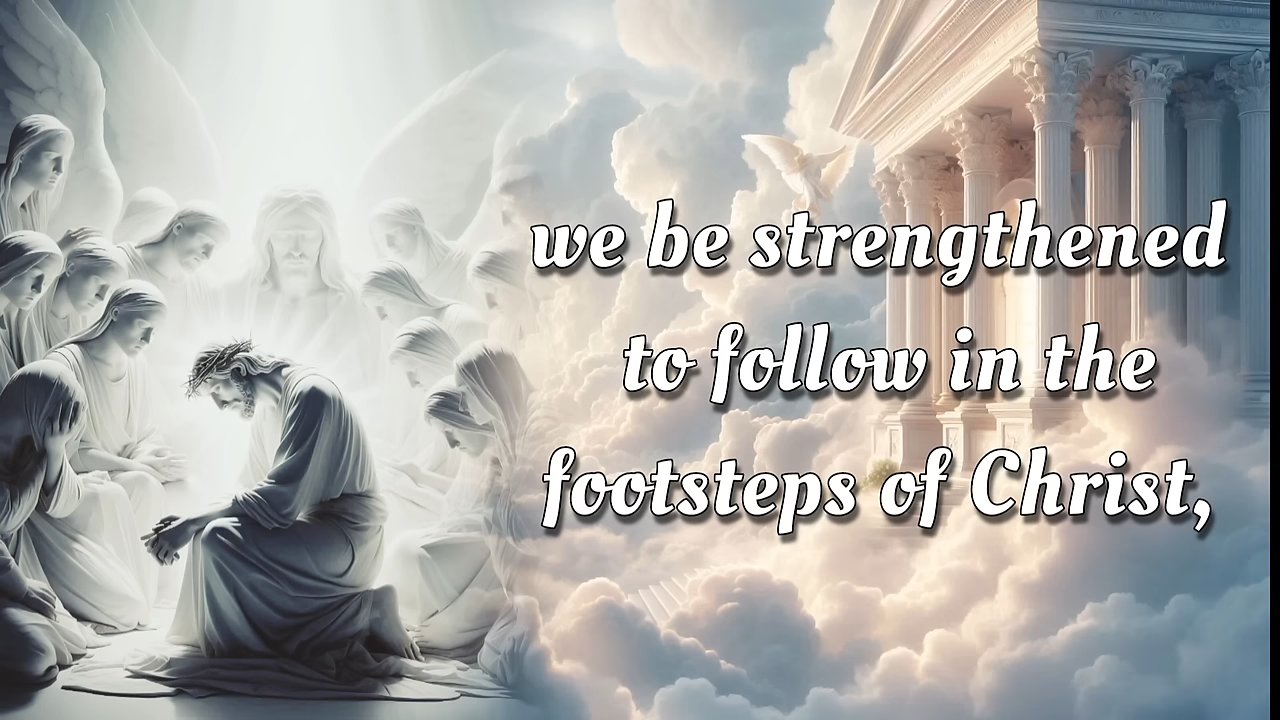 we be strengthened
to follow in the
footsteps of Christ,